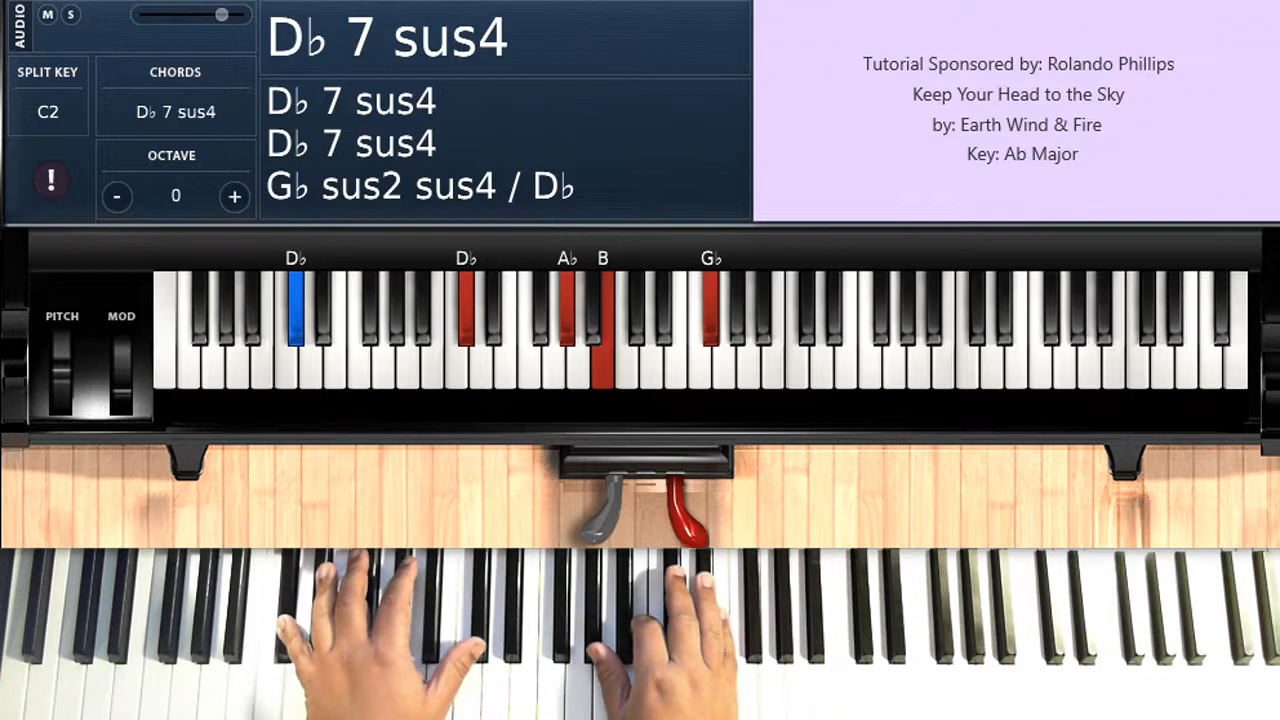 AUDIO
M S
SPLIT KEY
C2
CHORDS
D♭ 7 sus4
OCTAVE
- 0 +
!
D♭ 7 sus4
D♭ 7 sus4
D♭ 7 sus4
G♭ sus2 sus4 / D♭
Tutorial Sponsored by: Rolando Phillips
Keep Your Head to the Sky
by: Earth Wind & Fire
Key: Ab Major
D♭ D♭ A♭ B G♭
PITCH MOD